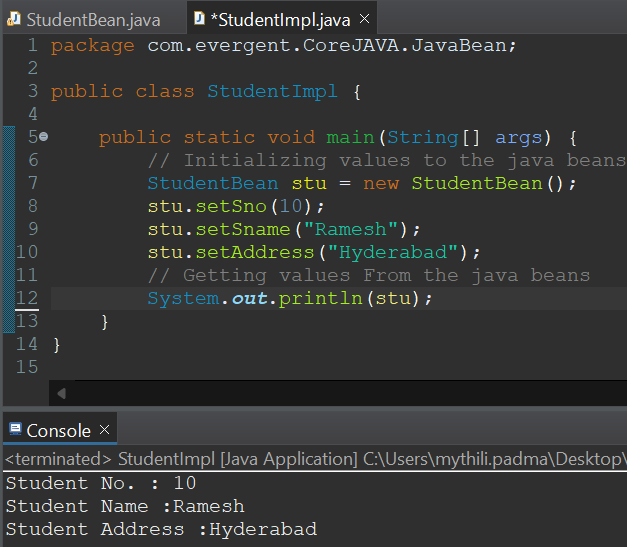 StudentBean.java *StudentImpl.java
1 package com.evergent.CoreJAVA.JavaBean;
2
3 public class StudentImpl {
4
5 public static void main(String[] args) {
6 // Initializing values to the java beans
7 StudentBean stu = new StudentBean();
8 stu.setSno(10);
9 stu.setSname("Ramesh");
10 stu.setAddress("Hyderabad");
11 // Getting values From the java beans
12 System.out.println(stu);
13 }
14 }
15
Console
<terminated> StudentImpl [Java Application] C:\Users\mythili.padma\Desktop\
Student No. : 10
Student Name :Ramesh
Student Address :Hyderabad